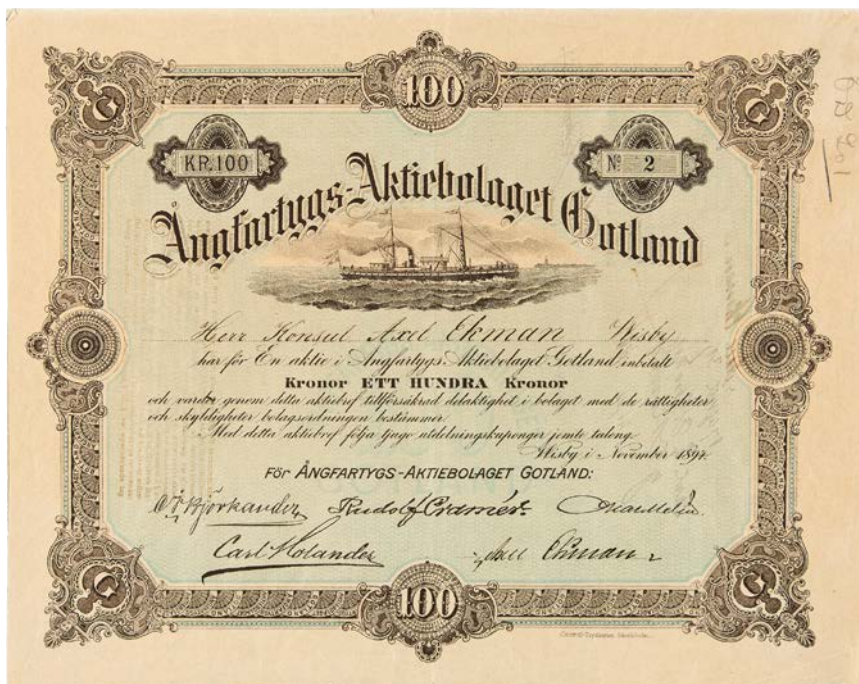 100
KR. 100
Nº 2
Ångfartygs-Aktiebolaget Gotland
Herr Konsul Axel Ekman Wisby
har för En aktie i Ångfartygs Aktiebolaget Gotland inbetalt
Kronor ETT HUNDRA Kronor
och varder genom detta aktiebref tillförsäkrad delaktighet i bolaget med de rättigheter
och skyldigheter bolagsordningen bestämmer.
Med detta aktiebref följa tjugo utdelningskuponger jemte talong.
Wisby i November 1894.
FÖR ÅNGFARTYGS-AKTIEBOLAGET GOTLAND:
Björkander Rudolf Cramér.
Carl Molander Axel Ekman
100